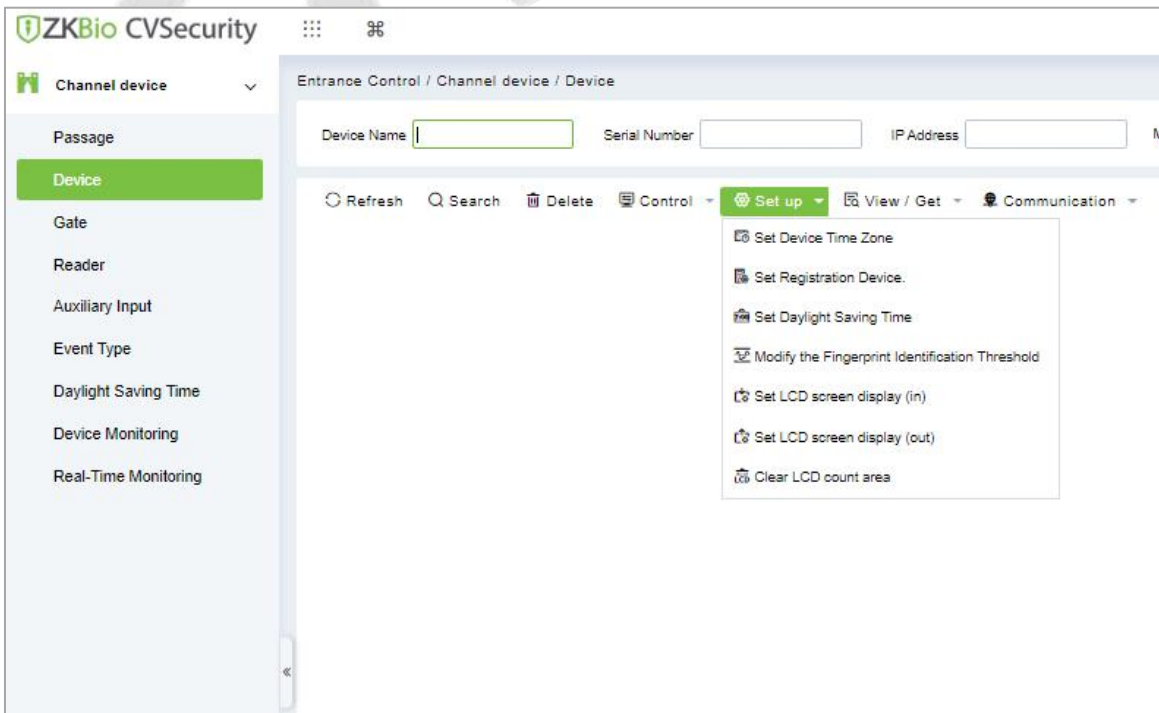 ZKBio CVSecurity
Channel device
Passage
Device
Gate
Reader
Auxiliary Input
Event Type
Daylight Saving Time
Device Monitoring
Real-Time Monitoring
Entrance Control / Channel device / Device
Device Name Serial Number IP Address
Refresh Search Delete Control Set up View / Get Communication
Set Device Time Zone
Set Registration Device.
Set Daylight Saving Time
Modify the Fingerprint Identification Threshold
Set LCD screen display (in)
Set LCD screen display (out)
Clear LCD count area